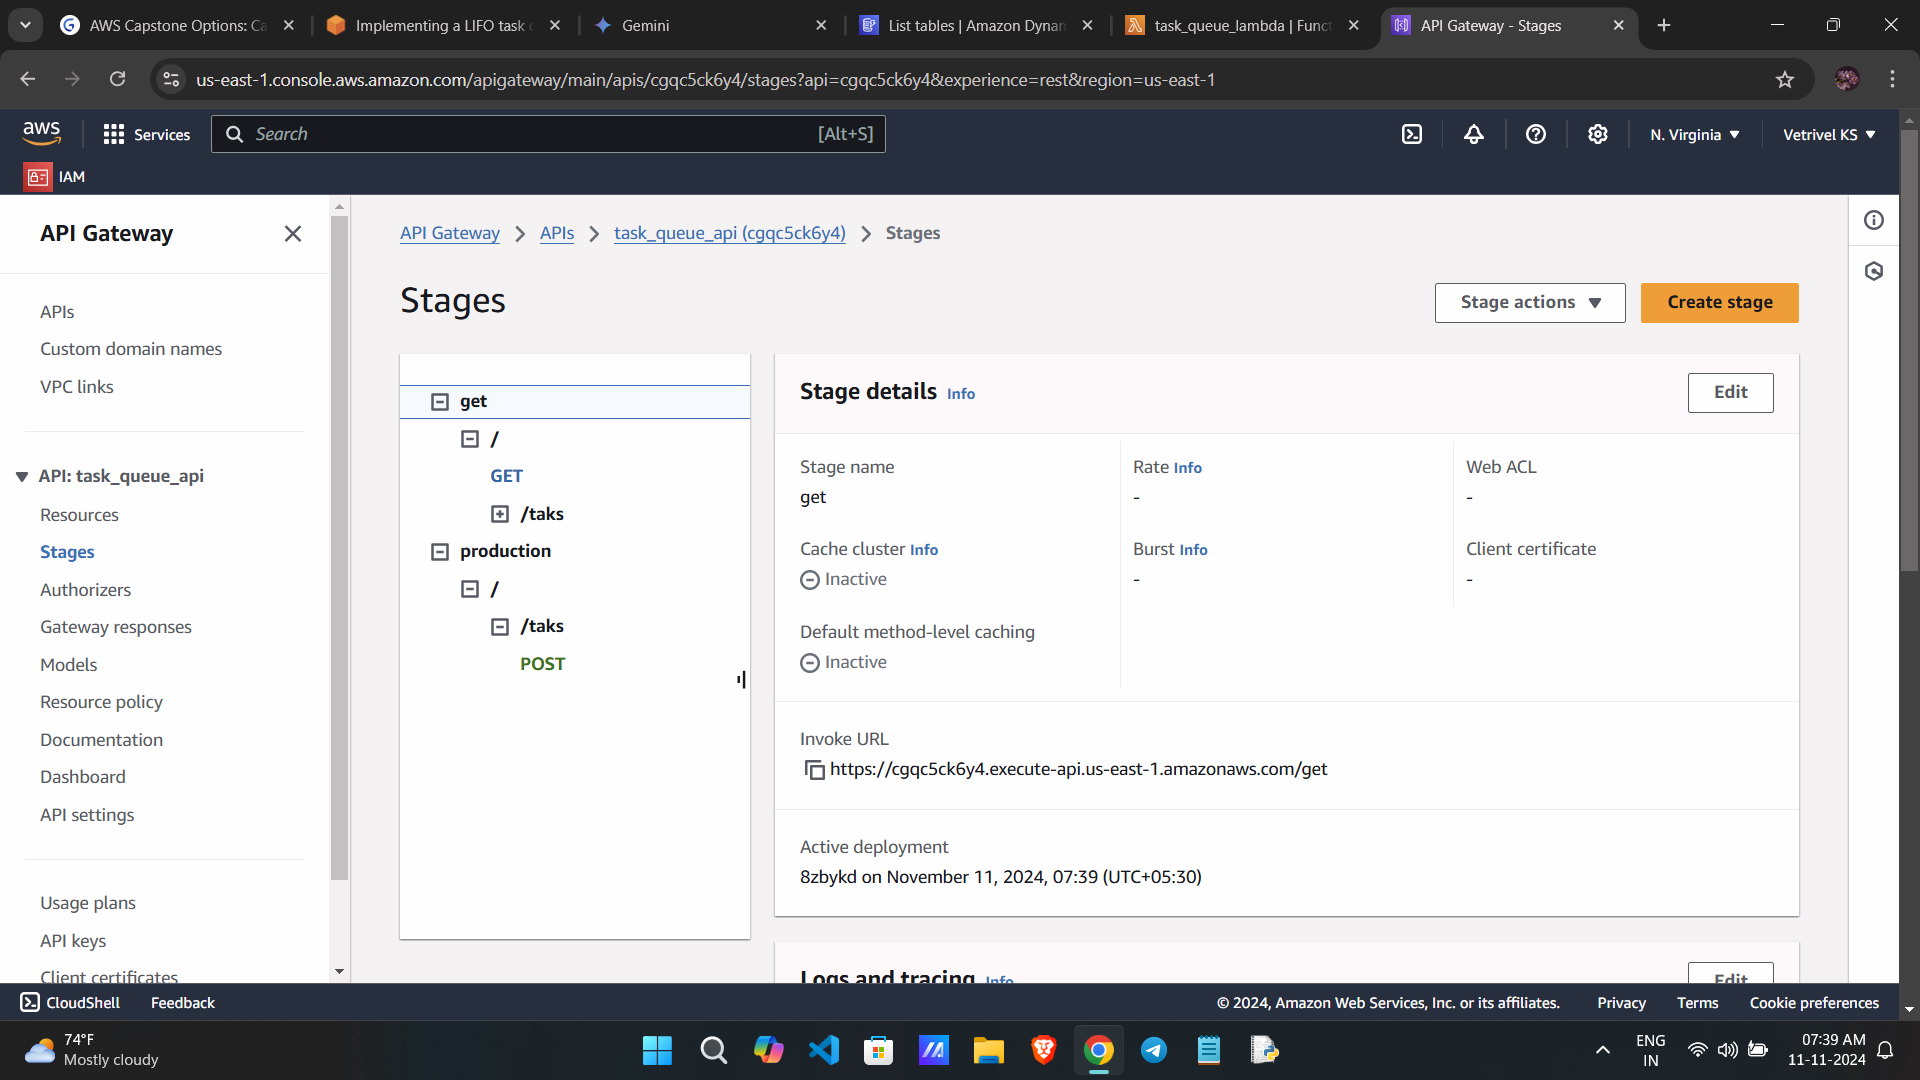 AWS Capstone Options: Ca
Implementing a LIFO task
Gemini
List tables | Amazon Dynam
task_queue_lambda | Funct
API Gateway - Stages
us-east-1.console.aws.amazon.com/apigateway/main/apis/cgqc5ck6y4/stages?api=cgqc5ck6y4&experience=rest&region=us-east-1
aws
Services
Search
[Alt+S]
N. Virginia
Vetrivel KS
IAM
API Gateway
APIs
Custom domain names
VPC links
API: task_queue_api
Resources
Stages
Authorizers
Gateway responses
Models
Resource policy
Documentation
Dashboard
API settings
Usage plans
API keys
Client certificates
API Gateway
APIs
task_queue_api (cgqc5ck6y4)
Stages
Stages
Stage actions
Create stage
get
/
GET
/taks
production
/
/taks
POST
Stage details Info
Edit
Stage name
get
Rate Info
-
Web ACL
-
Cache cluster Info
Inactive
Burst Info
-
Client certificate
-
Default method-level caching
Inactive
Invoke URL
https://cgqc5ck6y4.execute-api.us-east-1.amazonaws.com/get
Active deployment
8zbykd on November 11, 2024, 07:39 (UTC+05:30)
Logs and tracing Info
Edit
CloudShell
Feedback
© 2024, Amazon Web Services, Inc. or its affiliates.
Privacy
Terms
Cookie preferences
74°F
Mostly cloudy
ENG
IN
07:39 AM
11-11-2024